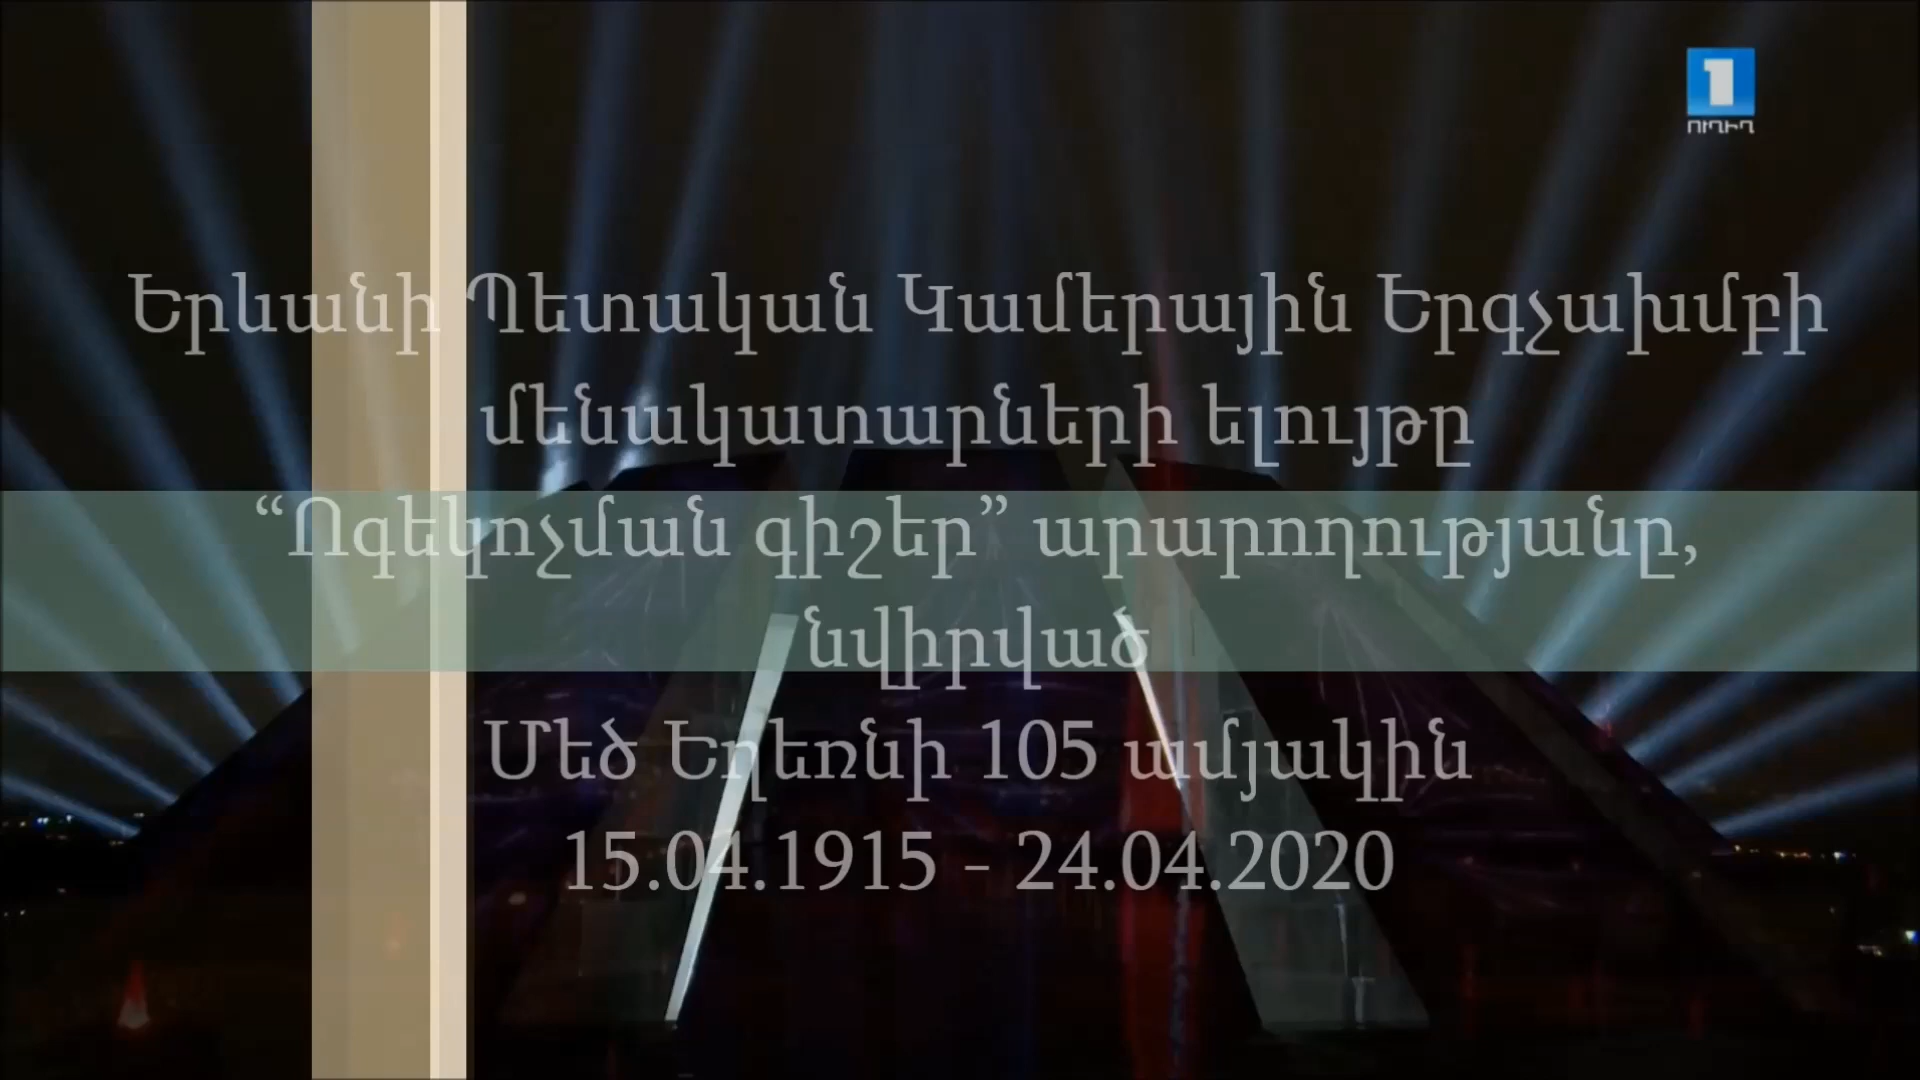 1
ՈՒՂԻՂ
Երևանի Պետական Կամերային Երգչախմբի
մենակատարների ելույթը
“Ոգեկոչման գիշեր” արարողությանը,
նվիրված
Մեծ Եղեռնի 105 ամյակին
15.04.1915 - 24.04.2020